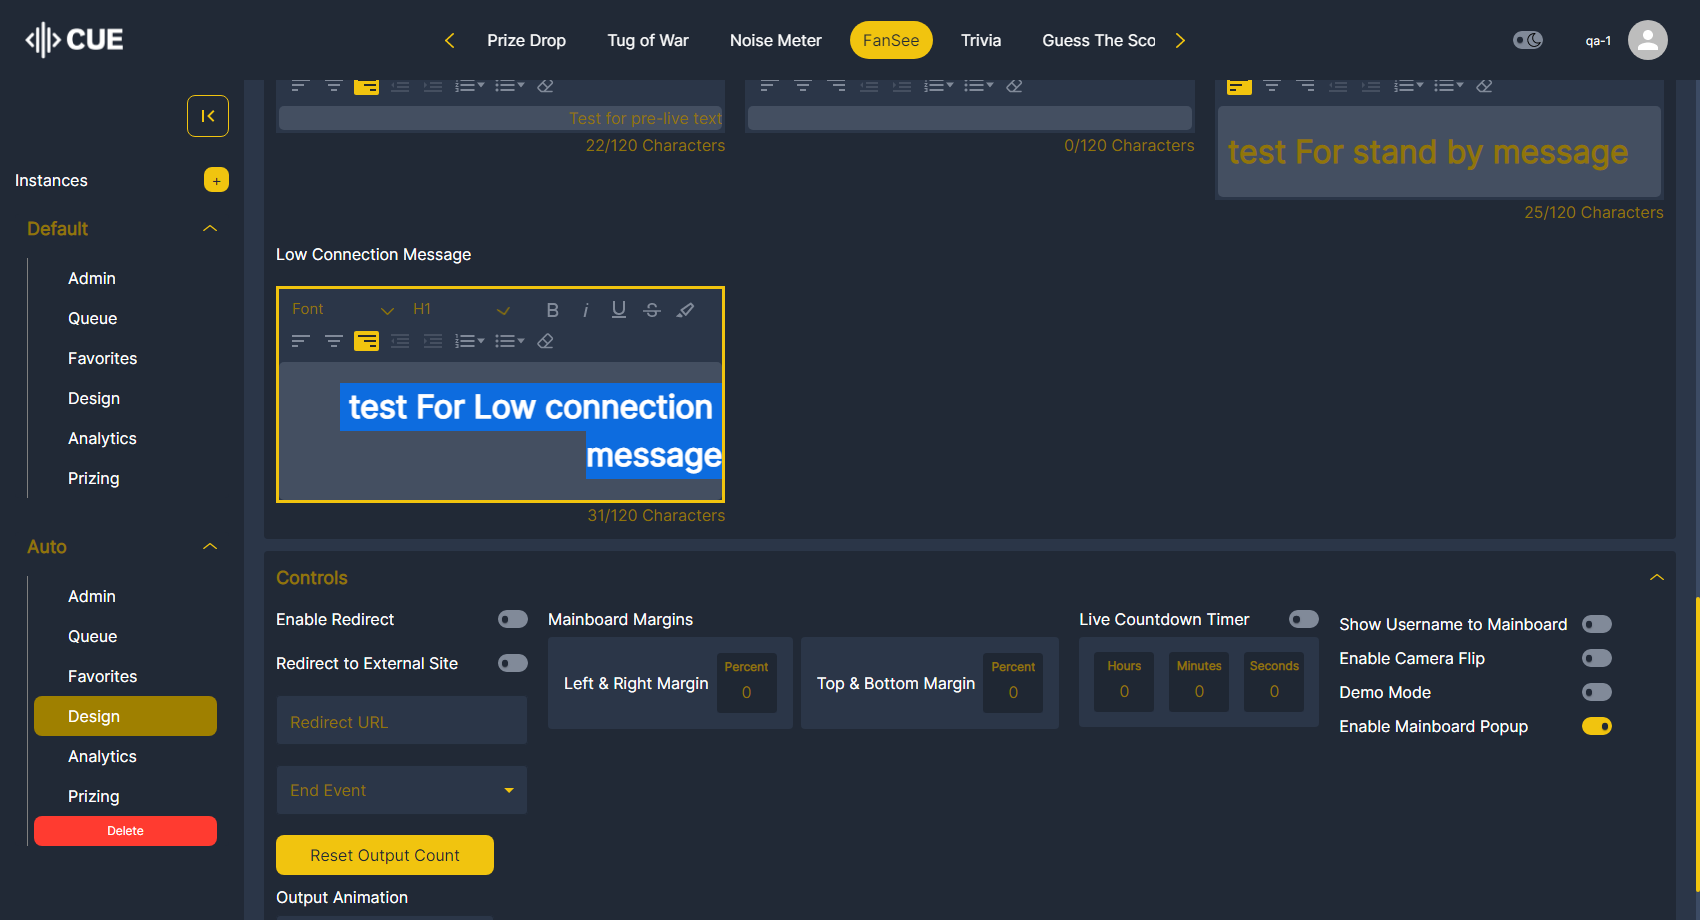 CUE
Prize Drop
Tug of War
Noise Meter
FanSee
Trivia
Guess The Sco
qa-1
Instances
+
Default
Admin
Queue
Favorites
Design
Analytics
Prizing
Auto
Admin
Queue
Favorites
Design
Analytics
Prizing
Delete
Test for pre-live text
22/120 Characters
0/120 Characters
test For stand by message
25/120 Characters
Low Connection Message
Font
H1
B
i
U
S
test For Low connection
message
31/120 Characters
Controls
Enable Redirect
Redirect to External Site
Redirect URL
End Event
Reset Output Count
Output Animation
Mainboard Margins
Left & Right Margin
Percent
0
Top & Bottom Margin
Percent
0
Live Countdown Timer
Hours
0
Minutes
0
Seconds
0
Show Username to Mainboard
Enable Camera Flip
Demo Mode
Enable Mainboard Popup